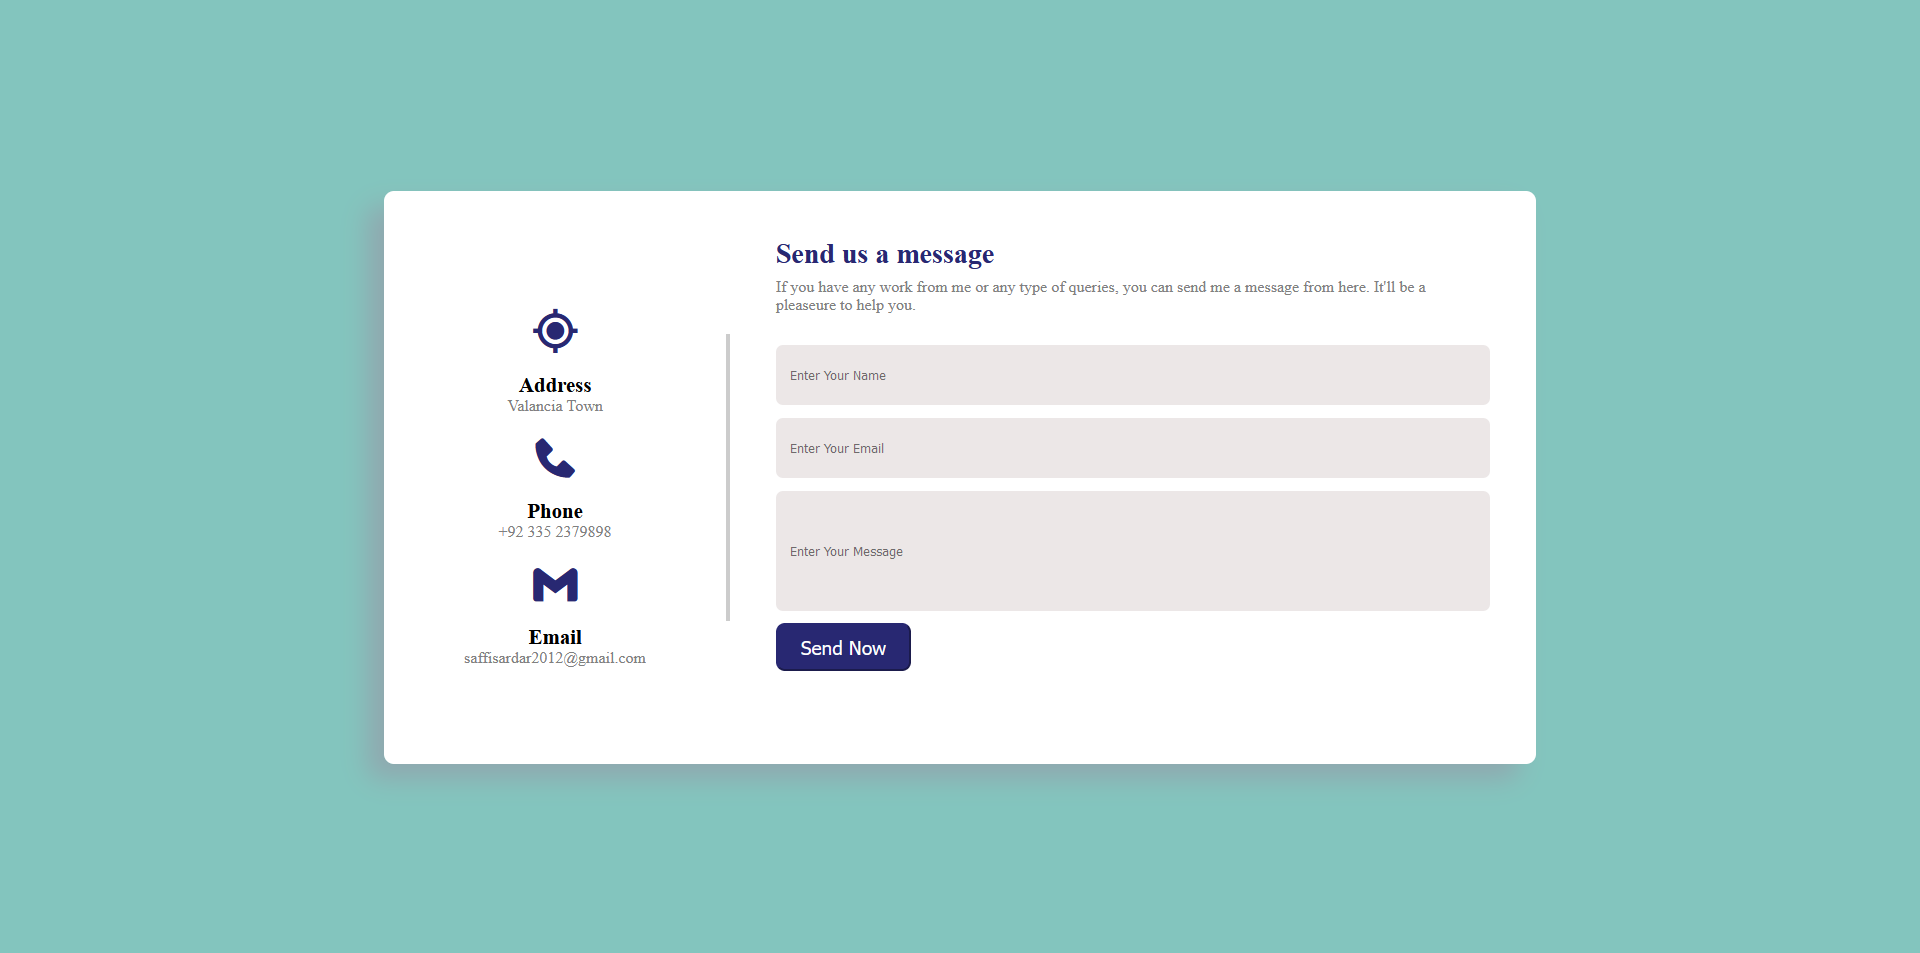 Address
Valancia Town
Phone
+92 335 2379898
Email
saffisardar2012@gmail.com
Send us a message
If you have any work from me or any type of queries, you can send me a message from here. It'll be a
pleaseure to help you.
Enter Your Name
Enter Your Email
Enter Your Message
Send Now